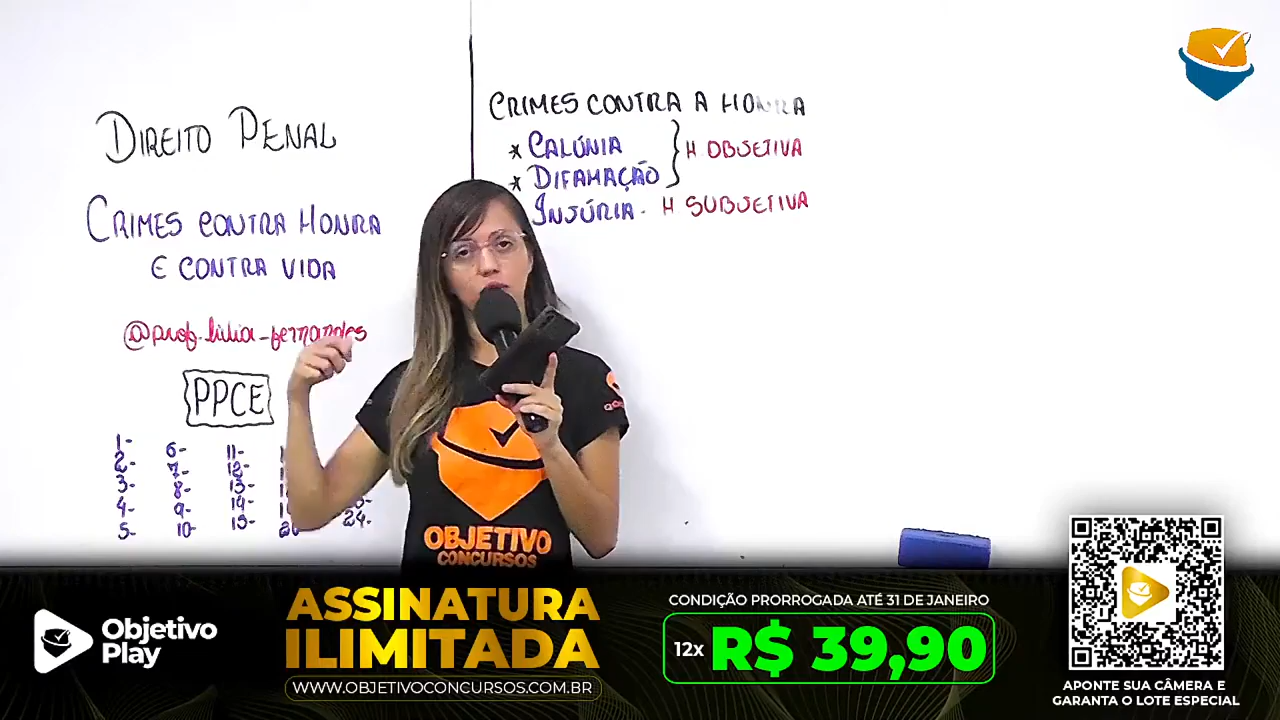 DIREITO PENAL
CRIMES CONTRA HONRA
E CONTRA VIDA
PPCE
1- 6- 11-
2- 7- 12-
3- 8- 13-
4- 9- 14-
5- 10- 15- 24-
CRIMES CONTRA A HONRA
* CALÚNIA } H OBJETIVA
* DIFAMAÇÃO
INJÚRIA - H SUBJETIVA
OBJETIVO
CONCURSOS
Objetivo
Play
ASSINATURA
ILIMITADA
WWW.OBJETIVOCONCURSOS.COM.BR
CONDIÇÃO PRORROGADA ATÉ 31 DE JANEIRO
12x R$ 39,90
APONTE SUA CÂMERA E
GARANTA O LOTE ESPECIAL